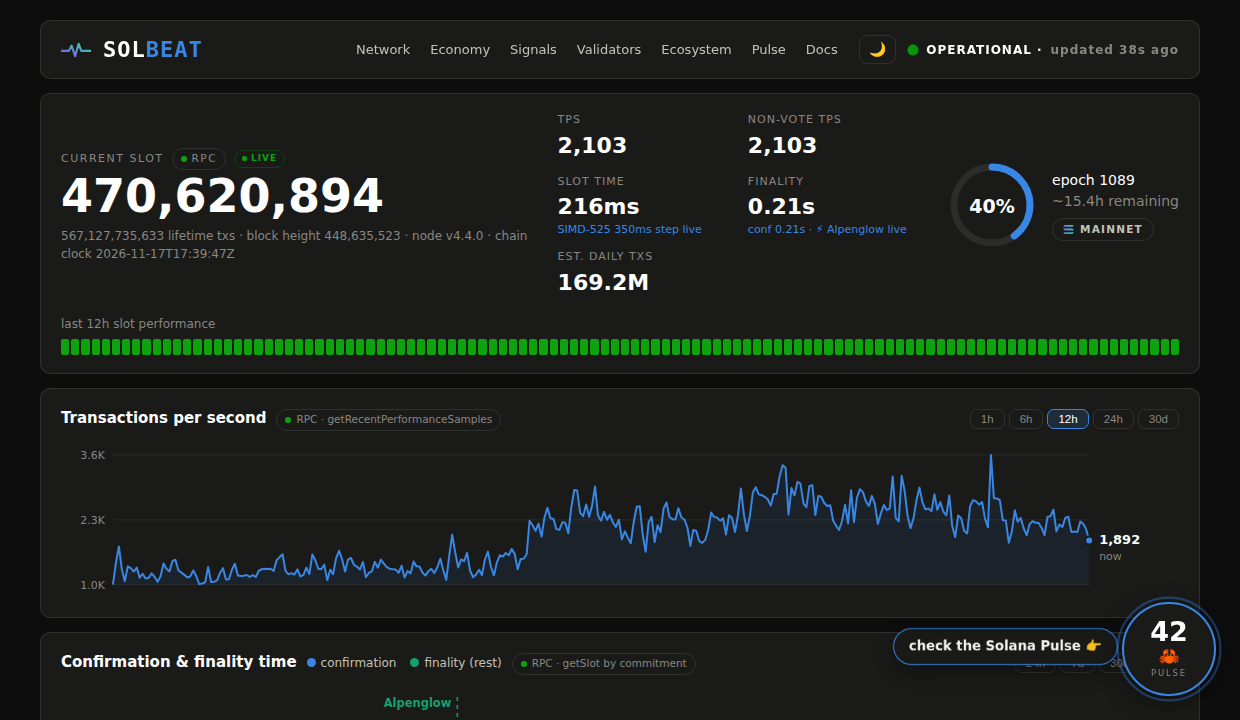 SOLBEAT
Network Economy Signals Validators Ecosystem Pulse Docs
OPERATIONAL · updated 38s ago
CURRENT SLOT RPC LIVE
470,620,894
567,127,735,633 lifetime txs · block height 448,635,523 · node v4.4.0 · chain
clock 2026-11-17T17:39:47Z
TPS
2,103
NON-VOTE TPS
2,103
SLOT TIME
216ms
SIMD-525 350ms step live
FINALITY
0.21s
conf 0.21s · ⚡ Alpenglow live
EST. DAILY TXS
169.2M
40%
epoch 1089
~15.4h remaining
MAINNET
last 12h slot performance
Transactions per second RPC · getRecentPerformanceSamples
1h 6h 12h 24h 30d
3.6K
2.3K
1.0K
1,892
now
Confirmation & finality time confirmation finality (rest) RPC · getSlot by commitment
Alpenglow
check the Solana Pulse 👉
42
🦀
PULSE